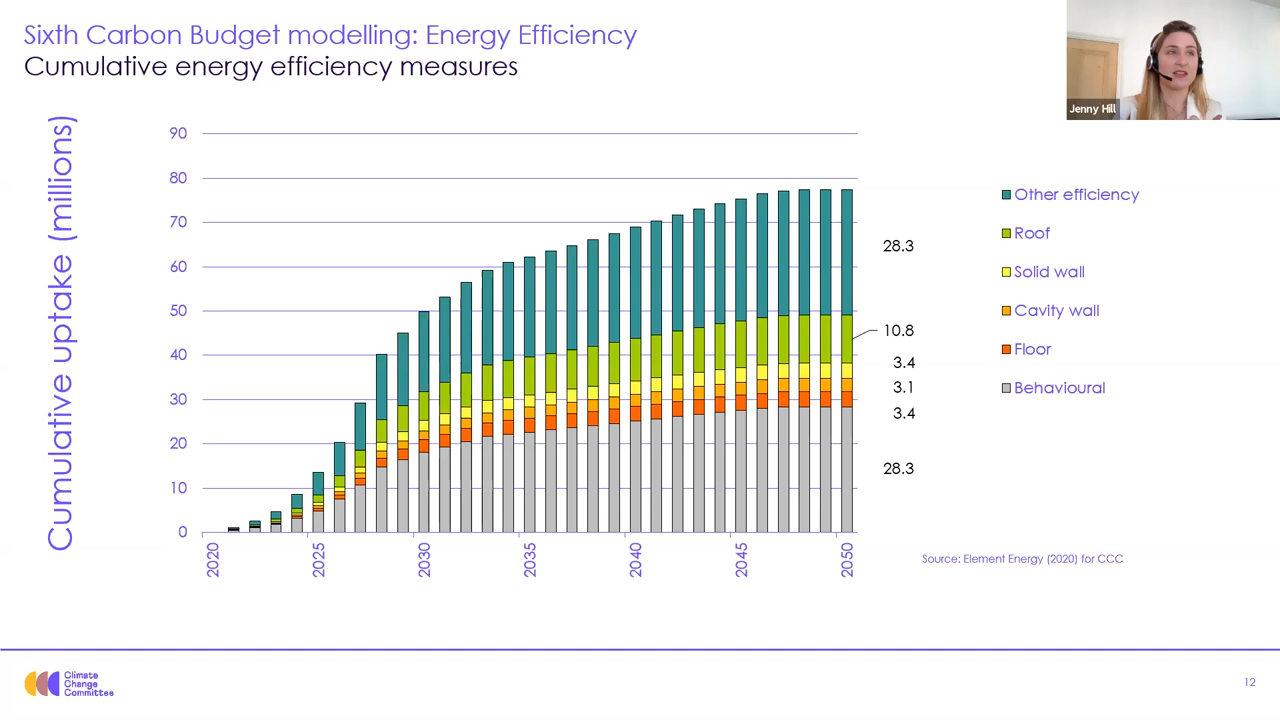 Sixth Carbon Budget modelling: Energy Efficiency
Cumulative energy efficiency measures
Jenny Hill
Cumulative uptake (millions)
90
80
70
60
50
40
30
20
10
0
2020
2025
2030
2035
2040
2045
2050
28.3
10.8
3.4
3.1
3.4
28.3
Other efficiency
Roof
Solid wall
Cavity wall
Floor
Behavioural
Source: Element Energy (2020) for CCC
Climate
Change
Committee
12